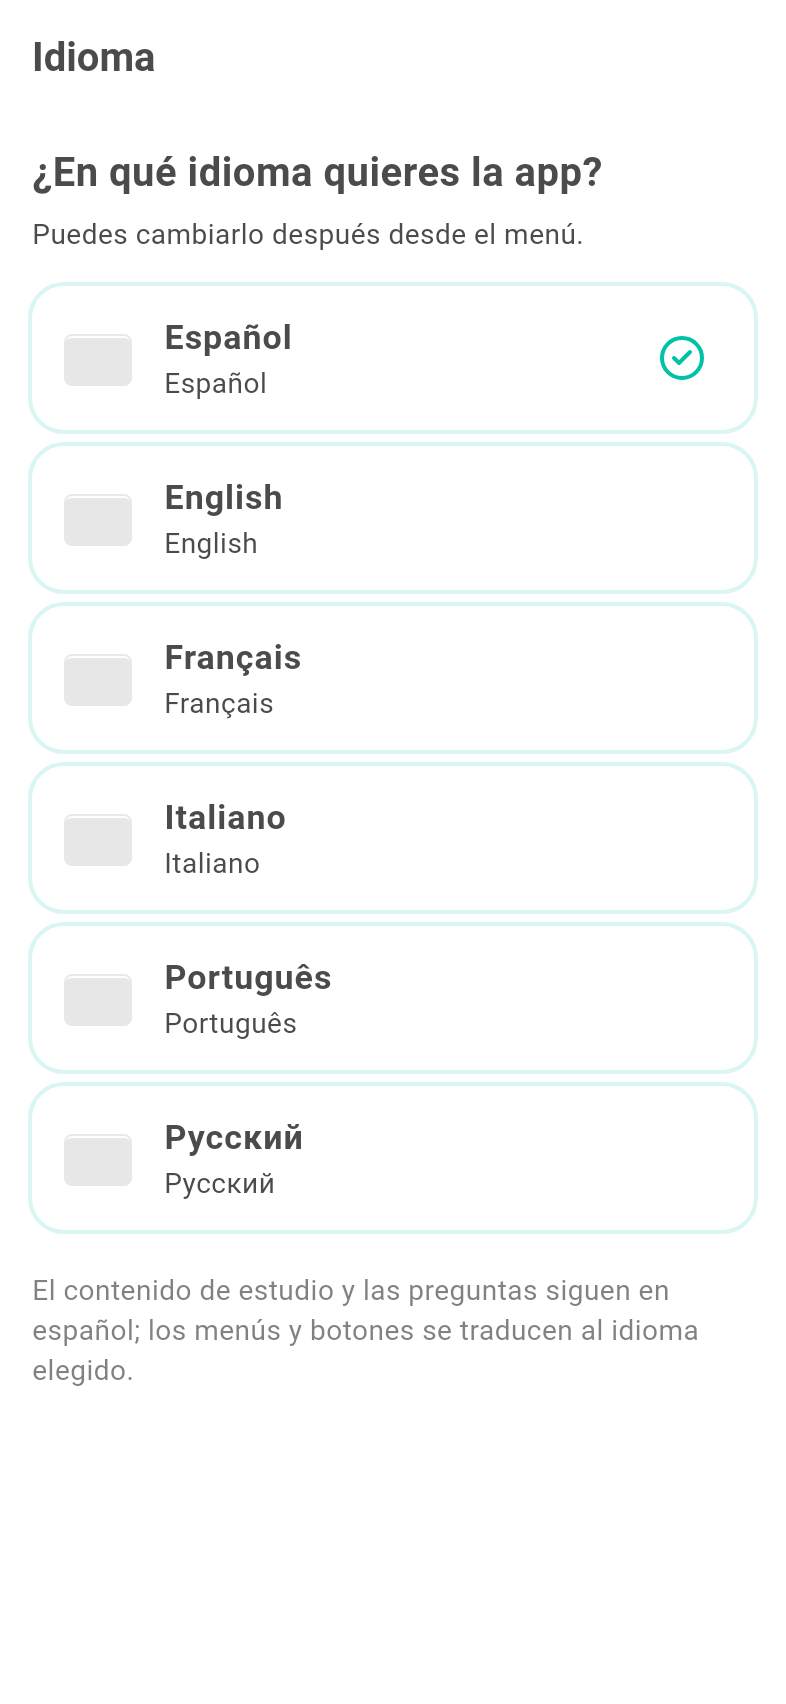 Idioma
¿En qué idioma quieres la app?
Puedes cambiarlo después desde el menú.
Español
Español
English
English
Français
Français
Italiano
Italiano
Português
Português
Русский
Русский
El contenido de estudio y las preguntas siguen en
español; los menús y botones se traducen al idioma
elegido.